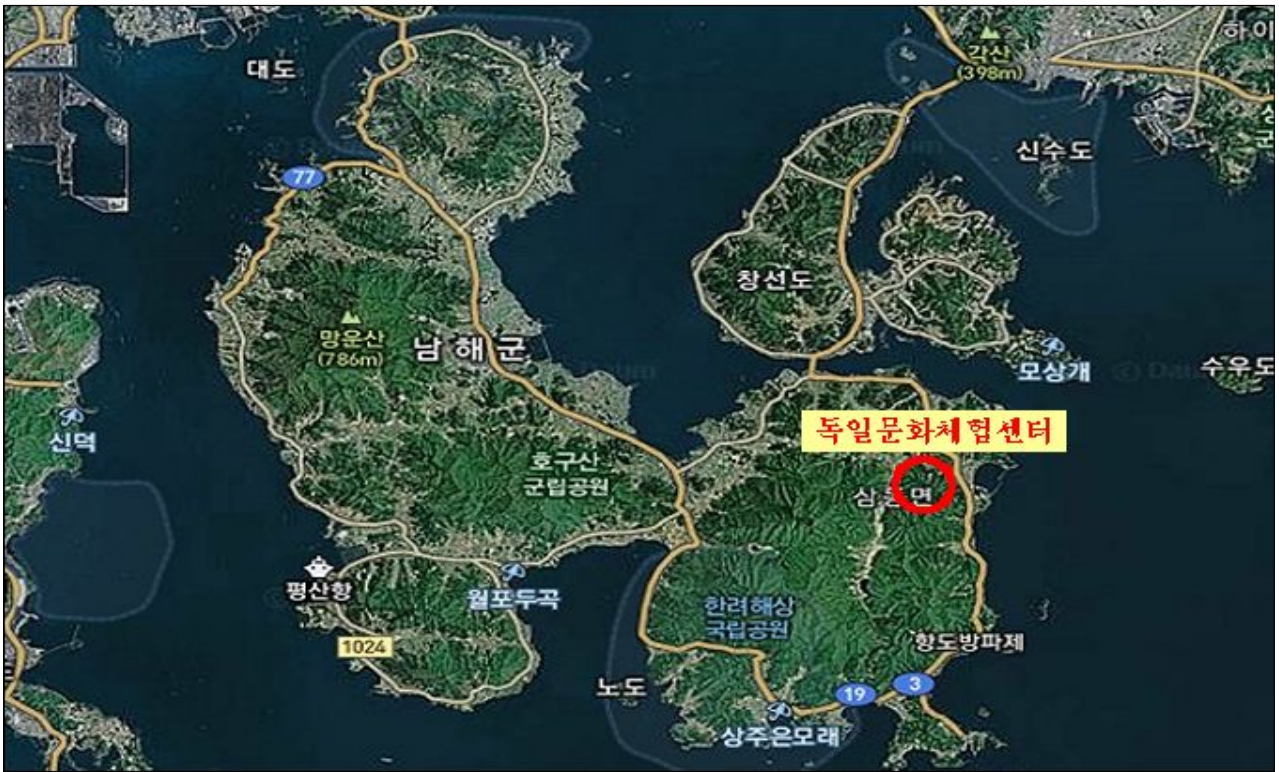 대도
각산
(398m)
하이
신수도
77
창선도
망운산
(786m)
남해군
모상개
수우도
신덕
독일문화체험센터
호구산
군립공원
삼동면
평산항
월포두곡
한려해상
국립공원
1024
항도방파제
노도
19
3
상주은모래